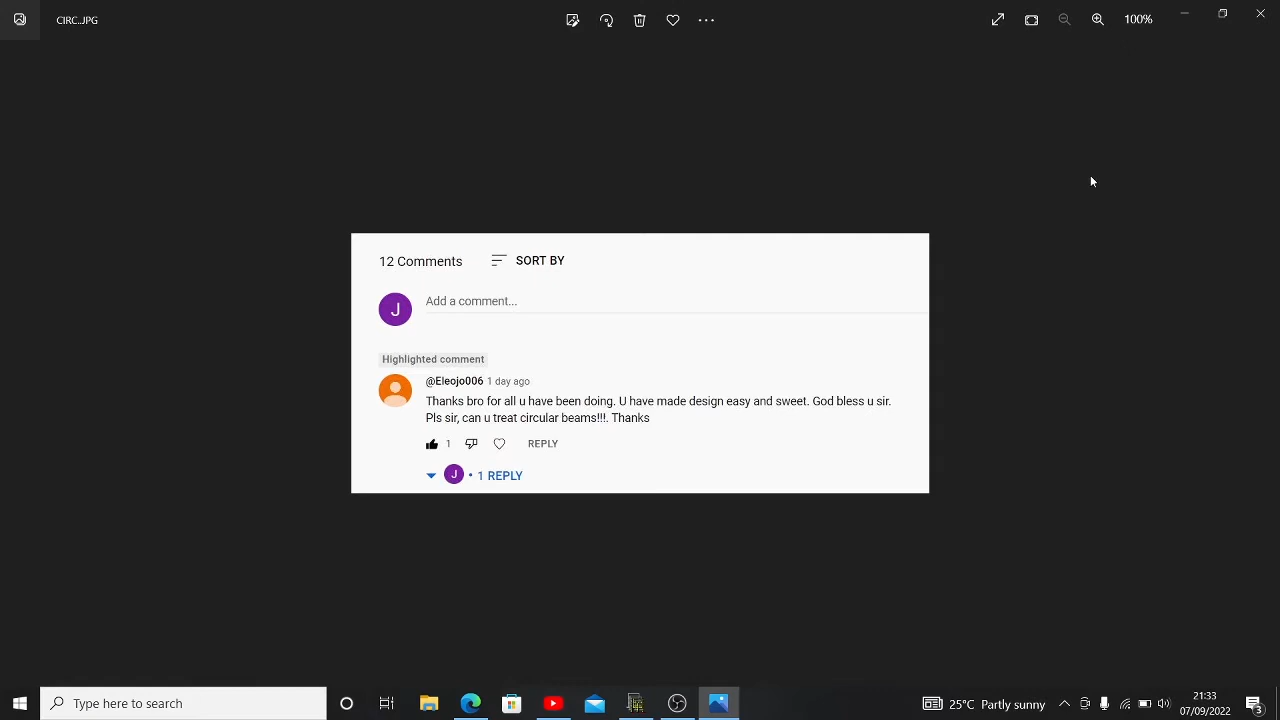 CIRC.JPG
100%
12 Comments
SORT BY
J
Add a comment...
Highlighted comment
@Eleojo006 1 day ago
Thanks bro for all u have been doing. U have made design easy and sweet. God bless u sir.
Pls sir, can u treat circular beams!!!. Thanks
1
REPLY
J • 1 REPLY
Type here to search
25°C Partly sunny
21:33
07/09/2022
3